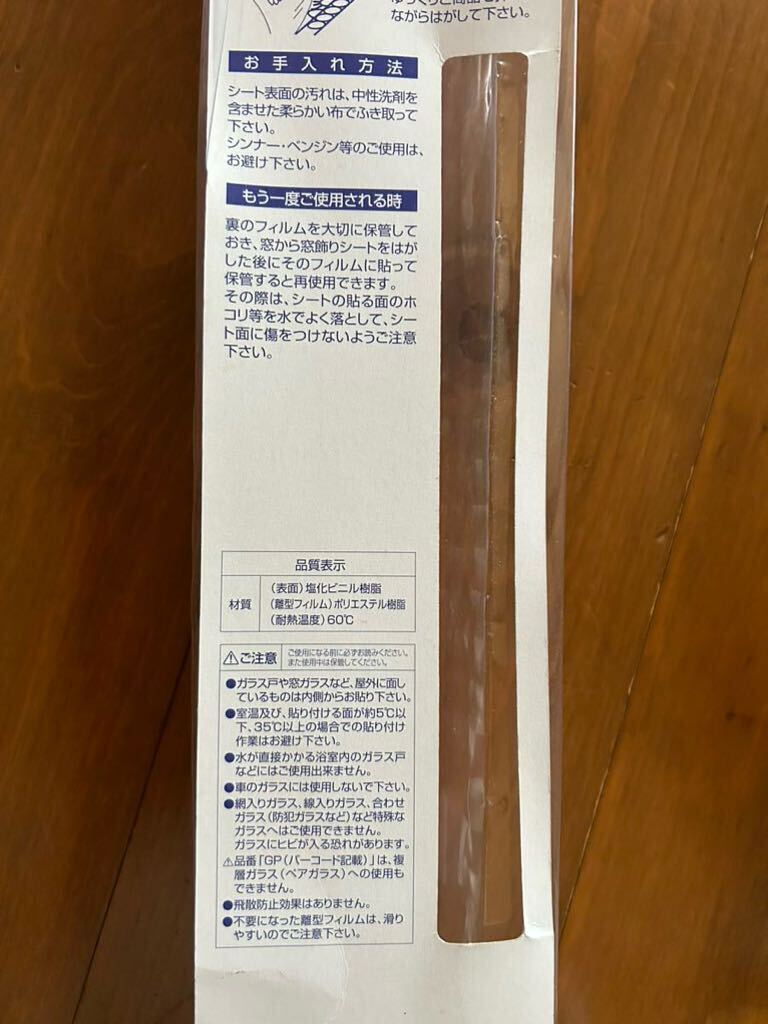 ながらはがして下さい。
お手入れ方法
シート表面の汚れは、中性洗剤を
含ませた柔らかい布でふき取って
下さい。
シンナー・ベンジン等のご使用は、
お避け下さい。
もう一度ご使用される時
裏のフィルムを大切に保管して
おき、窓から窓飾りシートをはが
した後にそのフィルムに貼って
保管すると再使用できます。
その際は、シートの貼る面のホ
コリ等を水でよく落として、シー
ト面に傷をつけないようご注意
下さい。
品質表示
材質
(表面)塩化ビニル樹脂
(離型フィルム)ポリエステル樹脂
(耐熱温度)60℃
⚠ご注意
ご使用になる前に必ずお読みください。
また使用中は保管してください。
●ガラス戸や窓ガラスなど、屋外に面し
ているものは内側からお貼り下さい。
●室温及び、貼り付ける面が約5℃以
下、35℃以上の場合での貼り付け
作業はお避け下さい。
●水が直接かかる浴室内のガラス戸
などにはご使用出来ません。
●車のガラスには使用しないで下さい。
●網入りガラス、線入りガラス、合わせ
ガラス(防犯ガラスなど)など特殊な
ガラスへはご使用できません。
ガラスにヒビが入る恐れがあります。
⚠品番「GP(バーコード記載)」は、複
層ガラス(ペアガラス)への使用も
できません。
●飛散防止効果はありません。
●不要になった離型フィルムは、滑り
やすいのでご注意下さい。